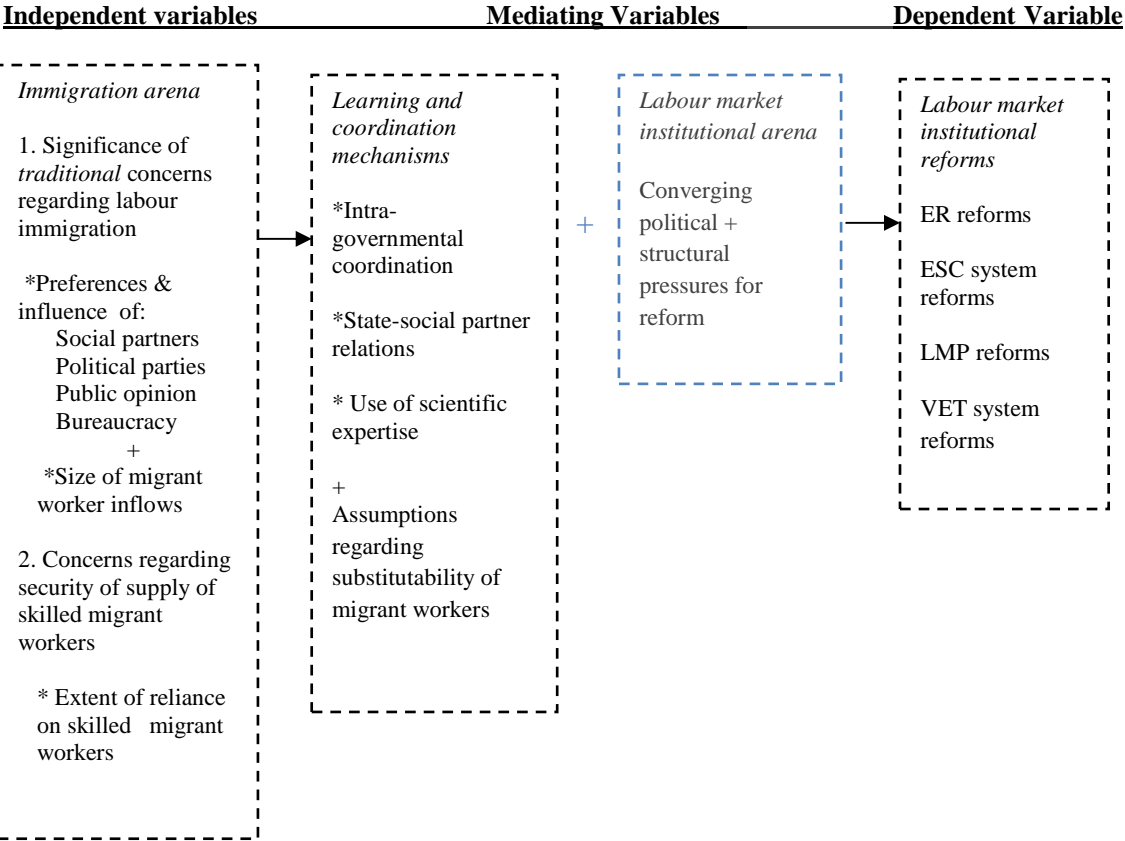 Independent variables Mediating Variables Dependent Variable
Immigration arena
1. Significance of
traditional concerns
regarding labour
immigration
*Preferences &
influence of:
Social partners
Political parties
Public opinion
Bureaucracy
+
*Size of migrant
worker inflows
2. Concerns regarding
security of supply of
skilled migrant
workers
* Extent of reliance
on skilled migrant
workers
Learning and
coordination
mechanisms
*Intra-
governmental
coordination
*State-social partner
relations
* Use of scientific
expertise
+
Assumptions
regarding
substitutability of
migrant workers
+
Labour market
institutional arena
Converging
political +
structural
pressures for
reform
Labour market
institutional
reforms
ER reforms
ESC system
reforms
LMP reforms
VET system
reforms